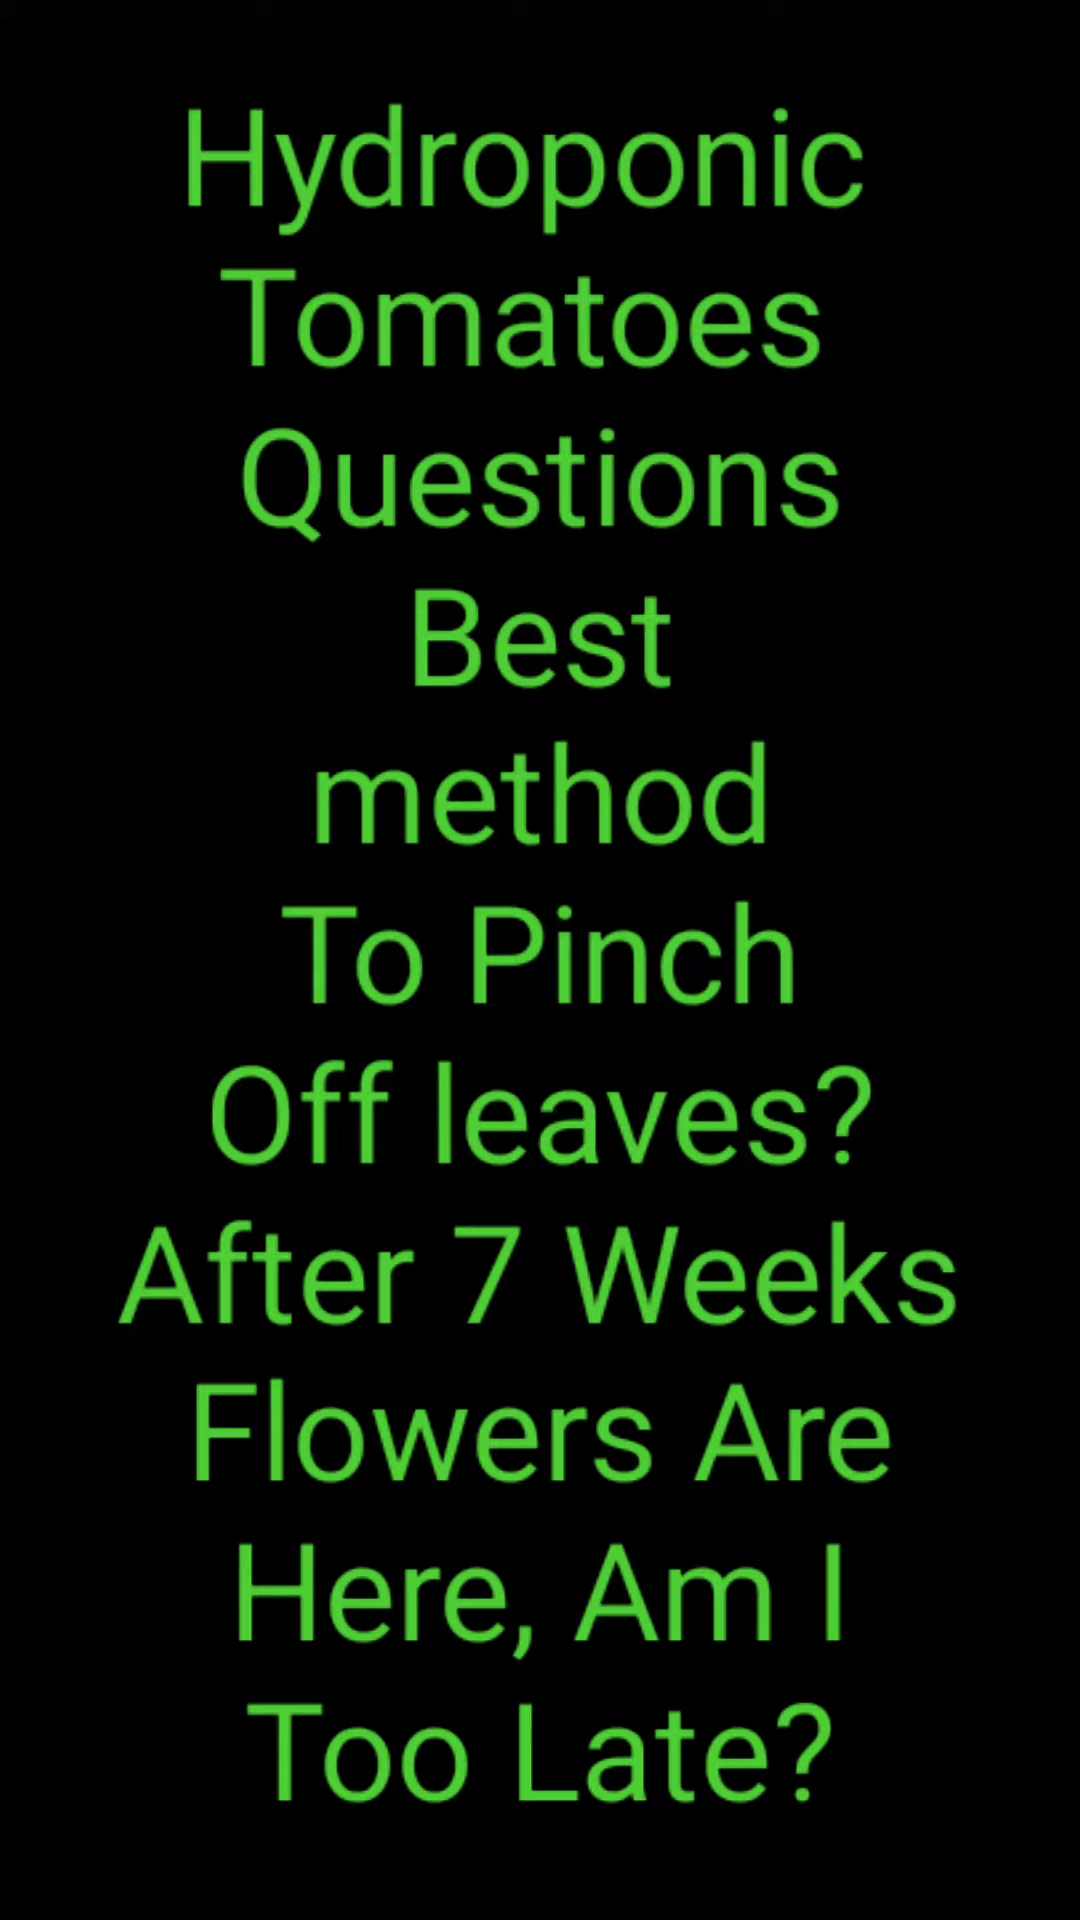 Hydroponic
Tomatoes
Questions
Best
method
To Pinch
Off leaves?
After 7 Weeks
Flowers Are
Here, Am I
Too Late?